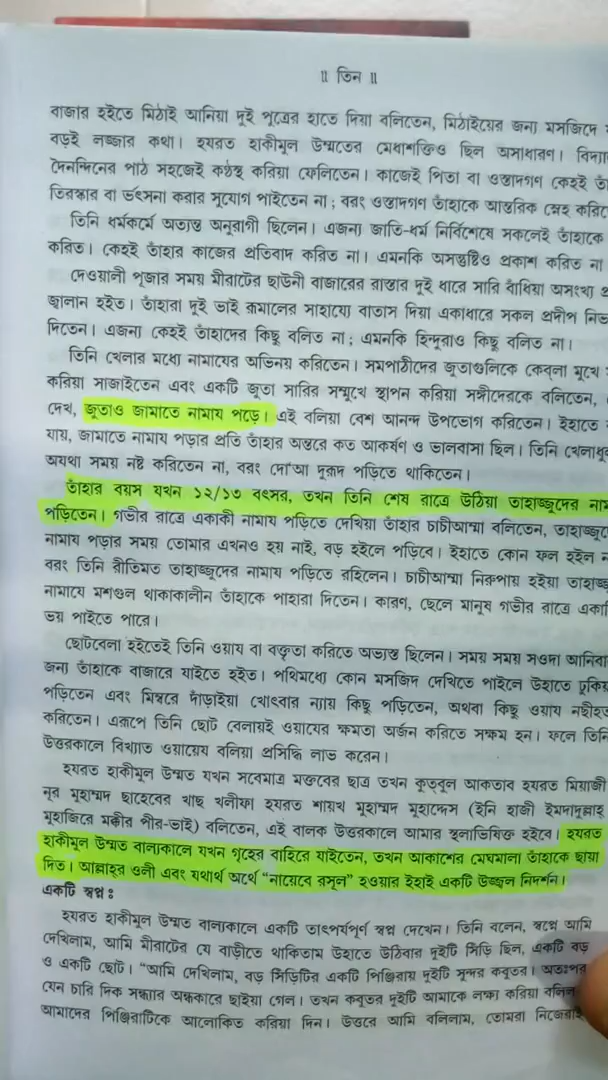 ॥ তিন ॥
বাজার হইতে মিঠাই আনিয়া দুই পুত্রের হাতে দিয়া বলিতেন, মিঠাইয়ের জন্য মসজিদে
বড়ই লজ্জার কথা। হযরত হাকীমূল উম্মতের মেধাশক্তিও ছিল অসাধারণ। বিদ্যা
দৈনন্দিনের পাঠ সহজেই কণ্ঠস্থ করিয়া ফেলিতেন। কাজেই পিতা বা ওস্তাদগণ কেহই তাঁ
তিরস্কার বা র্ভৎসনা করার সুযোগ পাইতেন না ; বরং ওস্তাদগণ তাঁহাকে আন্তরিক স্নেহ করিতে
তিনি ধর্মকর্মে অত্যন্ত অনুরাগী ছিলেন। এজন্য জাতি-ধর্ম নির্বিশেষে সকলেই তাঁহাকে
করিত। কেহই তাঁহার কাজের প্রতিবাদ করিত না। এমনকি অসন্তুষ্টিও প্রকাশ করিত না
দেওয়ালী পূজার সময় মীরাটের ছাউনী বাজারের রাস্তার দুই ধারে সারি বাঁধিয়া অসংখ্য প্র
জ্বালান হইত। তাঁহারা দুই ভাই রূমালের সাহায্যে বাতাস দিয়া একাধারে সকল প্রদীপ নিভ
দিতেন। এজন্য কেহই তাঁহাদের কিছু বলিত না ; এমনকি হিন্দুরাও কিছু বলিত না।
তিনি খেলার মধ্যে নামাযের অভিনয় করিতেন। সমপাঠীদের জুতাগুলিকে কেব্‌লা মুখে
করিয়া সাজাইতেন এবং একটি জুতা সারির সম্মুখে স্থাপন করিয়া সঙ্গীদেরকে বলিতেন,
দেখ, জুতাও জামাতে নামায পড়ে। এই বলিয়া বেশ আনন্দ উপভোগ করিতেন। ইহাতে
যায়, জামাতে নামায পড়ার প্রতি তাঁহার অন্তরে কত আকর্ষণ ও ভালবাসা ছিল। তিনি খেলাধূ
অযথা সময় নষ্ট করিতেন না, বরং দো'আ দুরূদ পড়িতে থাকিতেন।
তাঁহার বয়স যখন ১২/১৩ বৎসর, তখন তিনি শেষ রাত্রে উঠিয়া তাহাজ্জুদের নাম
পড়িতেন। গভীর রাত্রে একাকী নামায পড়িতে দেখিয়া তাঁহার চাচীআম্মা বলিতেন, তাহাজ্জুদে
নামায পড়ার সময় তোমার এখনও হয় নাই, বড় হইলে পড়িবে। ইহাতে কোন ফল হইল ন
বরং তিনি রীতিমত তাহাজ্জুদের নামায পড়িতে রহিলেন। চাচীআম্মা নিরুপায় হইয়া তাহাজ্জ
নামাযে মশগুল থাকাকালীন তাঁহাকে পাহারা দিতেন। কারণ, ছেলে মানুষ গভীর রাত্রে একা
ভয় পাইতে পারে।
ছোটবেলা হইতেই তিনি ওয়ায বা বক্তৃতা করিতে অভ্যস্ত ছিলেন। সময় সময় সওদা আনিবা
জন্য তাঁহাকে বাজারে যাইতে হইত। পথিমধ্যে কোন মসজিদ দেখিতে পাইলে উহাতে ঢুকিয়
পড়িতেন এবং মিম্বরে দাঁড়াইয়া খোৎবার ন্যায় কিছু পড়িতেন, অথবা কিছু ওয়ায নছীহত
করিতেন। এরূপে তিনি ছোট বেলায়ই ওয়াযের ক্ষমতা অর্জন করিতে সক্ষম হন। ফলে তিনি
উত্তরকালে বিখ্যাত ওয়ায়েয বলিয়া প্রসিদ্ধি লাভ করেন।
হযরত হাকীমূল উম্মত যখন সবেমাত্র মক্তবের ছাত্র তখন কুত্‌বুল আকতাব হযরত মিয়াজী
নূর মুহাম্মদ ছাহেবের খাছ খলীফা হযরত শায়খ মুহাম্মদ মুহাদ্দেস (ইনি হাজী ইমদাদুল্লাহ
মুহাজিরে মক্কীর পীর-ভাই) বলিতেন, এই বালক উত্তরকালে আমার স্থলাভিষিক্ত হইবে। হযরত
হাকীমূল উম্মত বাল্যকালে যখন গৃহের বাহিরে যাইতেন, তখন আকাশের মেঘমালা তাঁহাকে ছায়া
দিত। আল্লাহ্‌র ওলী এবং যথার্থ অর্থে “নায়েবে রসূল” হওয়ার ইহাই একটি উজ্জল নিদর্শন।
একটি স্বপ্ন ঃ
হযরত হাকীমুল উম্মত বাল্যকালে একটি তাৎপর্যপূর্ণ স্বপ্ন দেখেন। তিনি বলেন, স্বপ্নে আমি
দেখিলাম, আমি মীরাটের যে বাড়ীতে থাকিতাম উহাতে উঠিবার দুইটি সিড়ি ছিল, একটি বড়
ও একটি ছোট। “আমি দেখিলাম, বড় সিড়িটির একটি পিঞ্জিরায় দুইটি সুন্দর কবুতর। অতঃপর
যেন চারি দিক সন্ধ্যার অন্ধকারে ছাইয়া গেল। তখন কবুতর দুইটি আমাকে লক্ষ্য করিয়া বলিল
আমাদের পিঞ্জিরাটিকে আলোকিত করিয়া দিন। উত্তরে আমি বলিলাম, তোমরা নিজেরাই